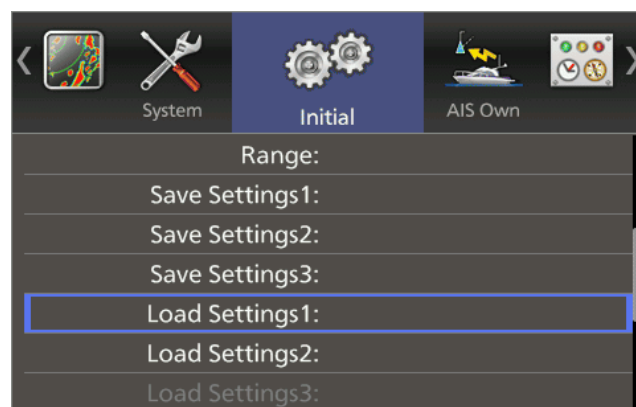 System
Initial
AIS Own
Range:
Save Settings1:
Save Settings2:
Save Settings3:
Load Settings1:
Load Settings2:
Load Settings3: